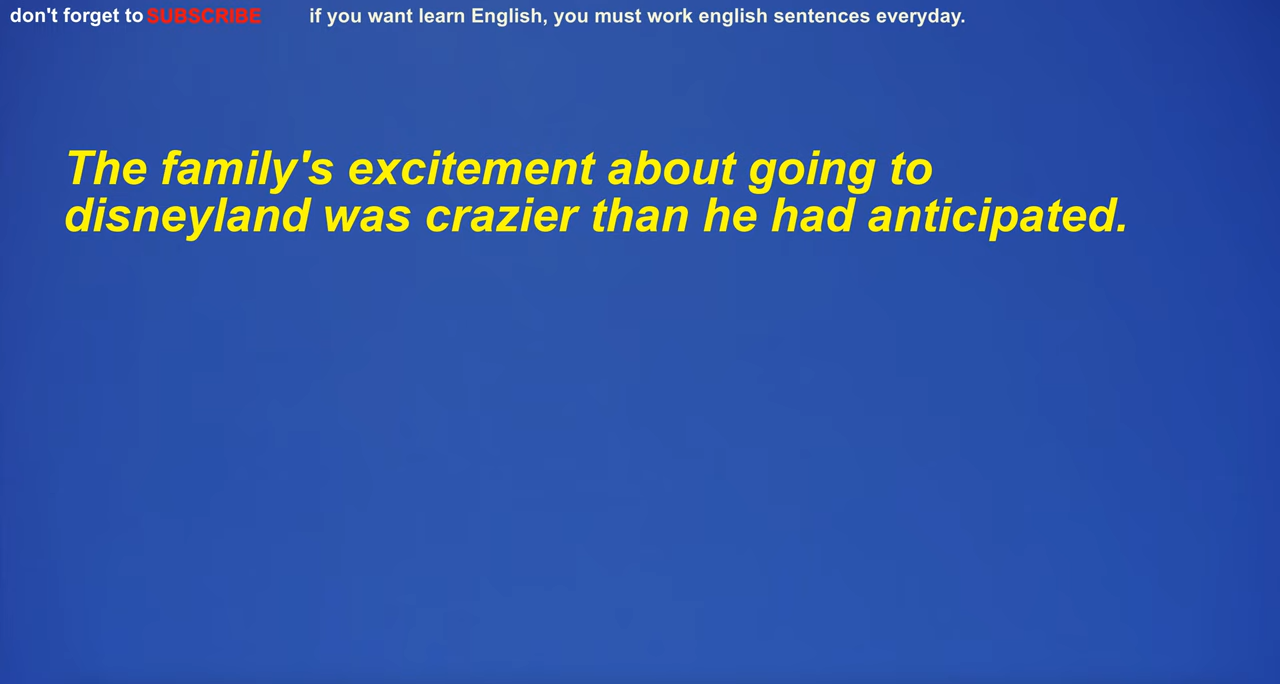 don't forget to SUBSCRIBE if you want learn English, you must work english sentences everyday.
The family's excitement about going to
disneyland was crazier than he had anticipated.